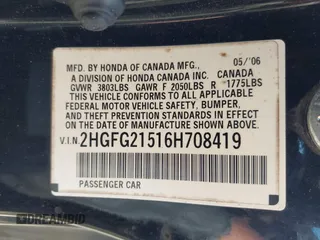 MFD. BY HONDA OF CANADA MFG., 05/'06
A DIVISION OF HONDA CANADA INC. CANADA
GVWR 3803LBS GAWR F 2050LBS R 1775LBS
THIS VEHICLE CONFORMS TO ALL APPLICABLE
FEDERAL MOTOR VEHICLE SAFETY, BUMPER,
AND THEFT PREVENTION STANDARDS IN EFFECT
ON THE DATE OF MANUFACTURE SHOWN ABOVE.
V.I.N. 2HGFG21516H708419
PASSENGER CAR
DREAMBID